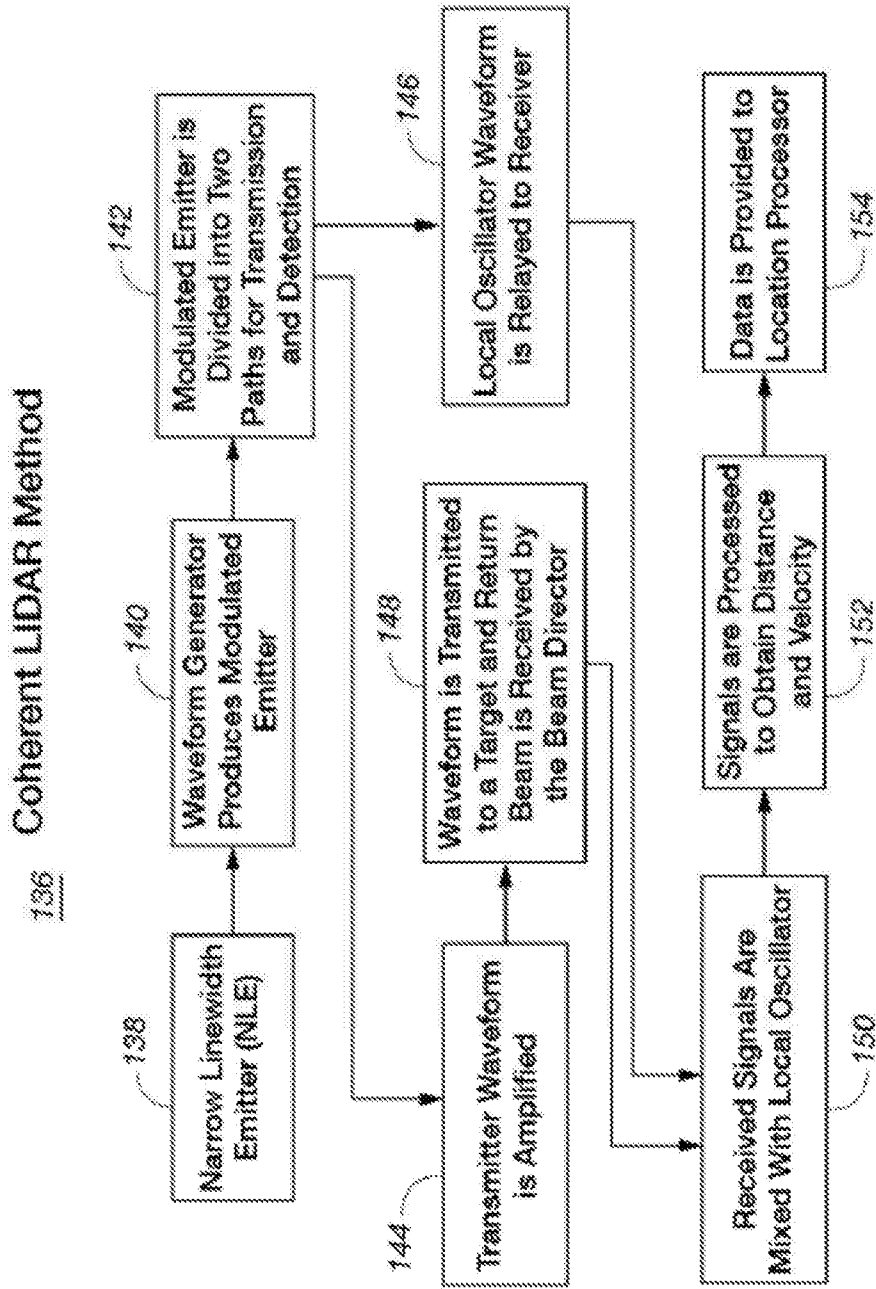 136 Coherent LIDAR Method
138
Narrow Linewidth
Emitter (NLE)
140
Waveform Generator
Produces Modulated
Emitter
142
Modulated Emitter is
Divided into Two
Paths for Transmission
and Detection
144
Transmitter Waveform
is Amplified
148
Waveform is Transmitted
to a Target and Return
Beam is Received by
the Beam Director
146
Local Oscillator Waveform
is Relayed to Receiver
Received Signals Are
Mixed With Local Oscillator
150
Signals are Processed
to Obtain Distance
and Velocity
152
Data is Provided to
Location Processor
154